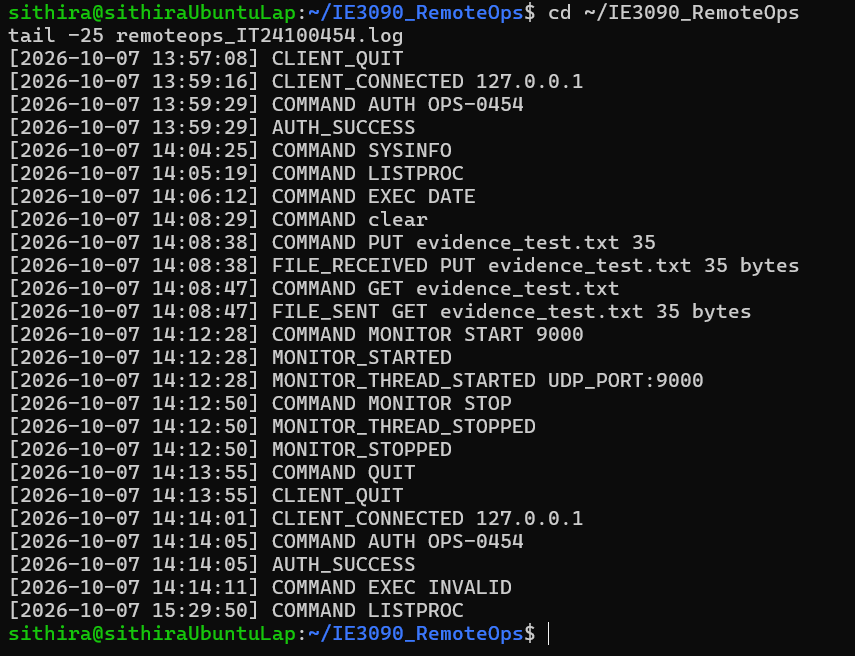 sithira@sithiraUbuntuLap:~/IE3090_RemoteOps$ cd ~/IE3090_RemoteOps
tail -25 remoteops_IT24100454.log
[2026-10-07 13:57:08] CLIENT_QUIT
[2026-10-07 13:59:16] CLIENT_CONNECTED 127.0.0.1
[2026-10-07 13:59:29] COMMAND AUTH OPS-0454
[2026-10-07 13:59:29] AUTH_SUCCESS
[2026-10-07 14:04:25] COMMAND SYSINFO
[2026-10-07 14:05:19] COMMAND LISTPROC
[2026-10-07 14:06:12] COMMAND EXEC DATE
[2026-10-07 14:08:29] COMMAND clear
[2026-10-07 14:08:38] COMMAND PUT evidence_test.txt 35
[2026-10-07 14:08:38] FILE_RECEIVED PUT evidence_test.txt 35 bytes
[2026-10-07 14:08:47] COMMAND GET evidence_test.txt
[2026-10-07 14:08:47] FILE_SENT GET evidence_test.txt 35 bytes
[2026-10-07 14:12:28] COMMAND MONITOR START 9000
[2026-10-07 14:12:28] MONITOR_STARTED
[2026-10-07 14:12:28] MONITOR_THREAD_STARTED UDP_PORT:9000
[2026-10-07 14:12:50] COMMAND MONITOR STOP
[2026-10-07 14:12:50] MONITOR_THREAD_STOPPED
[2026-10-07 14:12:50] MONITOR_STOPPED
[2026-10-07 14:13:55] COMMAND QUIT
[2026-10-07 14:13:55] CLIENT_QUIT
[2026-10-07 14:14:01] CLIENT_CONNECTED 127.0.0.1
[2026-10-07 14:14:05] COMMAND AUTH OPS-0454
[2026-10-07 14:14:05] AUTH_SUCCESS
[2026-10-07 14:14:11] COMMAND EXEC INVALID
[2026-10-07 15:29:50] COMMAND LISTPROC
sithira@sithiraUbuntuLap:~/IE3090_RemoteOps$